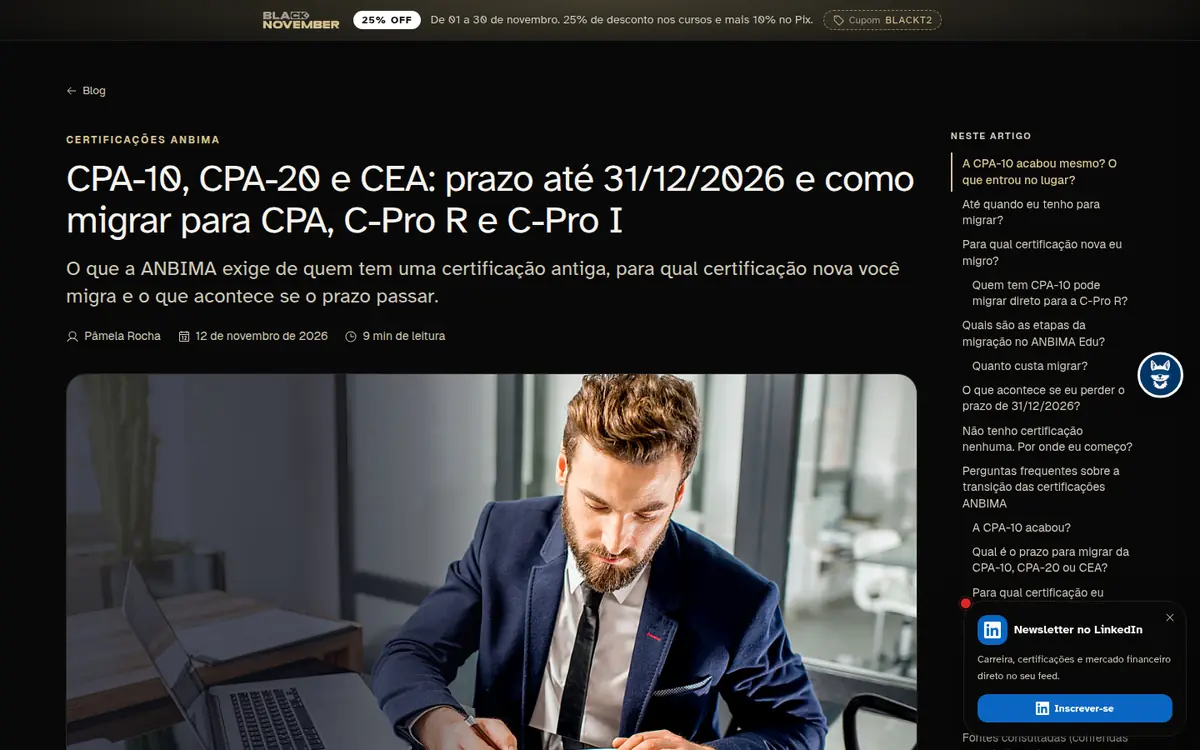 BLACK
NOVEMBER
25% OFF
De 01 a 30 de novembro. 25% de desconto nos cursos e mais 10% no Pix.
Cupom BLACKT2
← Blog
CERTIFICAÇÕES ANBIMA
CPA-10, CPA-20 e CEA: prazo até 31/12/2026 e como
migrar para CPA, C-Pro R e C-Pro I
O que a ANBIMA exige de quem tem uma certificação antiga, para qual certificação nova você
migra e o que acontece se o prazo passar.
Pâmela Rocha
12 de novembro de 2026
9 min de leitura
NESTE ARTIGO
A CPA-10 acabou mesmo? O
que entrou no lugar?
Até quando eu tenho para
migrar?
Para qual certificação nova eu
migro?
Quem tem CPA-10 pode
migrar direto para a C-Pro R?
Quais são as etapas da
migração no ANBIMA Edu?
Quanto custa migrar?
O que acontece se eu perder o
prazo de 31/12/2026?
Não tenho certificação
nenhuma. Por onde eu começo?
Perguntas frequentes sobre a
transição das certificações
ANBIMA
A CPA-10 acabou?
Qual é o prazo para migrar da
CPA-10, CPA-20 ou CEA?
Para qual certificação eu
Newsletter no LinkedIn
Carreira, certificações e mercado financeiro
direto no seu feed.
Inscrever-se
Fontes consultadas (conferidas